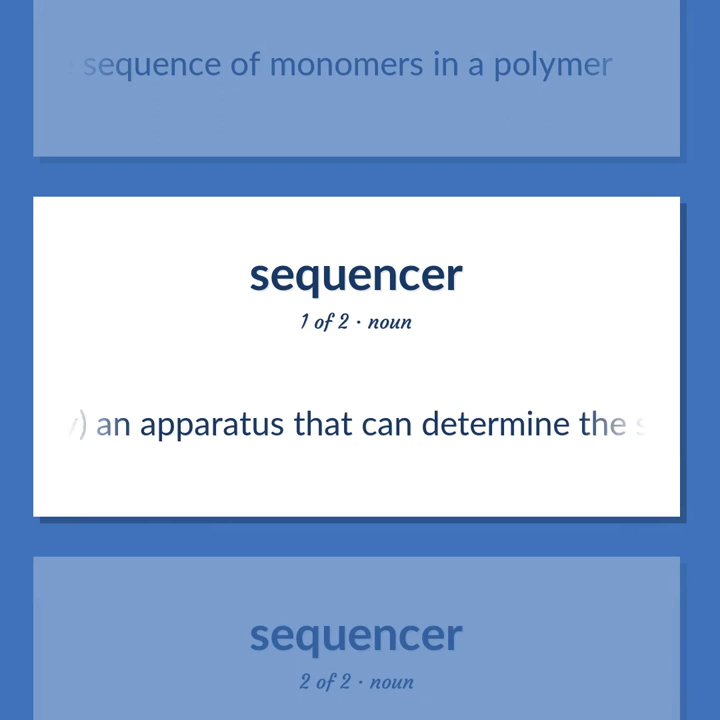 sequence of monomers in a polymer
sequencer
1 of 2 · noun
) an apparatus that can determine the
sequencer
2 of 2 · noun